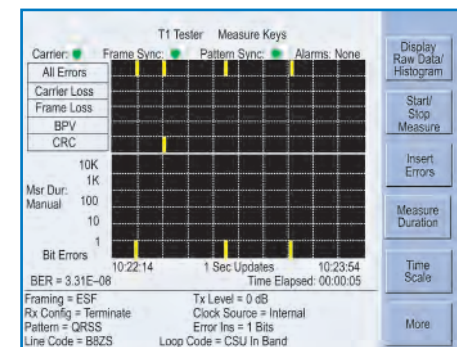 T1 Tester Measure Keys
Carrier: Frame Sync: Pattern Sync: Alarms: None
All Errors
Carrier Loss
Frame Loss
BPV
CRC
10K
1K
Msr Dur:
Manual 100
10
1
Bit Errors
10:22:14 1 Sec Updates 10:23:54
BER = 3.31E–08 Time Elapsed: 00:00:05
Framing = ESF Tx Level = 0 dB
Rx Config = Terminate Clock Source = Internal
Pattern = QRSS Error Ins = 1 Bits
Line Code = B8ZS Loop Code = CSU In Band
Display
Raw Data/
Histogram
Start/
Stop
Measure
Insert
Errors
Measure
Duration
Time
Scale
More